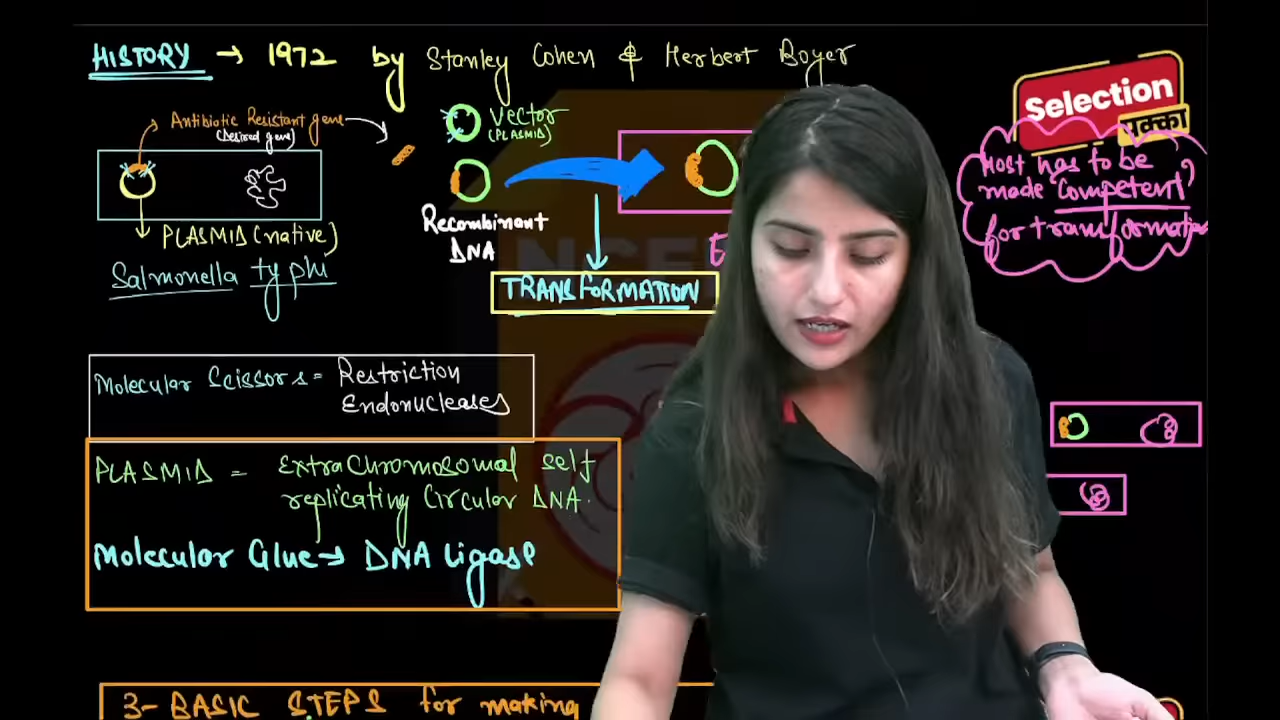 HISTORY → 1972 by Stanley Cohen & Herbert Boyer
Antibiotic Resistant gene
(Desired gene)
Vector
(PLASMID)
Selection
पक्का
Host has to be
made "Competent"
for transformation
PLASMID (native)
Salmonella typhi
Recombinant
DNA
E
TRANSFORMATION
Molecular Scissors = Restriction
Endonucleases
PLASMID = Extrachromosomal self
replicating Circular DNA.
Molecular Glue → DNA Ligase
3-BASIC STEPS for making